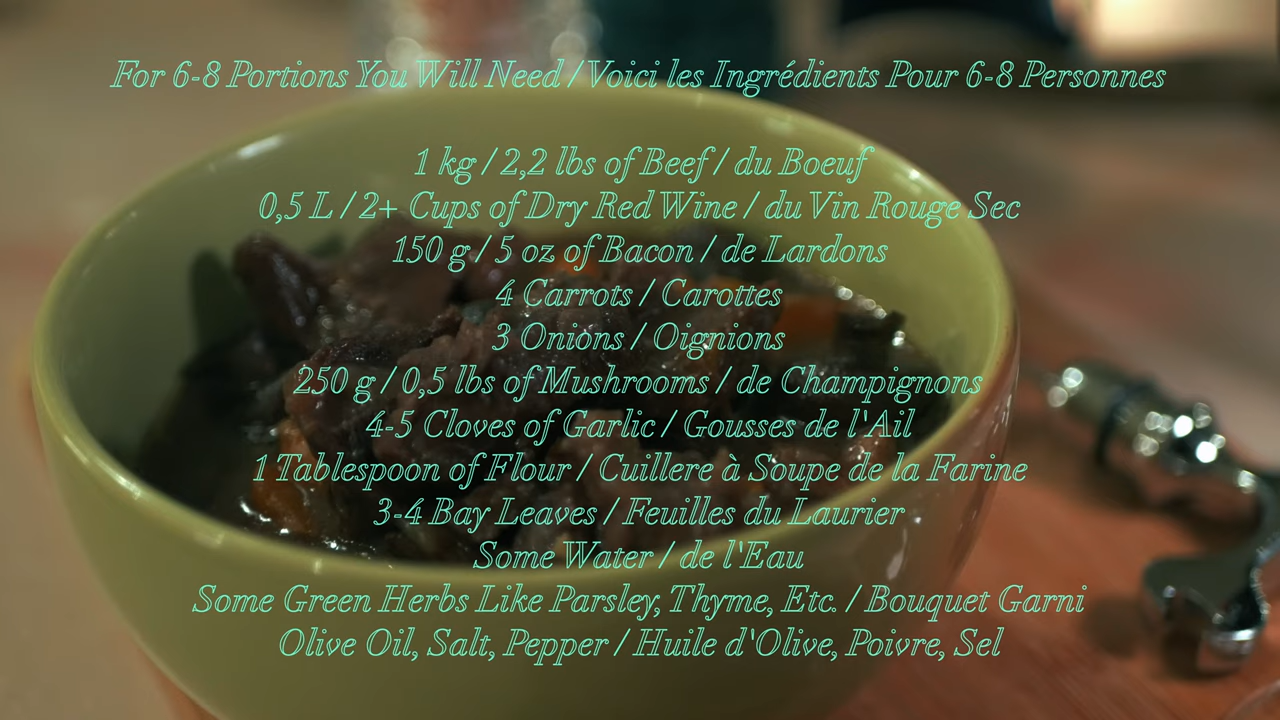 For 6-8 Portions You Will Need / Voici les Ingrédients Pour 6-8 Personnes
1 kg / 2,2 lbs of Beef / du Boeuf
0,5 L / 2+ Cups of Dry Red Wine / du Vin Rouge Sec
150 g / 5 oz of Bacon / de Lardons
4 Carrots / Carottes
3 Onions / Oignions
250 g / 0,5 lbs of Mushrooms / de Champignons
4-5 Cloves of Garlic / Gousses de l'Ail
1 Tablespoon of Flour / Cuillere à Soupe de la Farine
3-4 Bay Leaves / Feuilles du Laurier
Some Water / de l'Eau
Some Green Herbs Like Parsley, Thyme, Etc. / Bouquet Garni
Olive Oil, Salt, Pepper / Huile d'Olive, Poivre, Sel